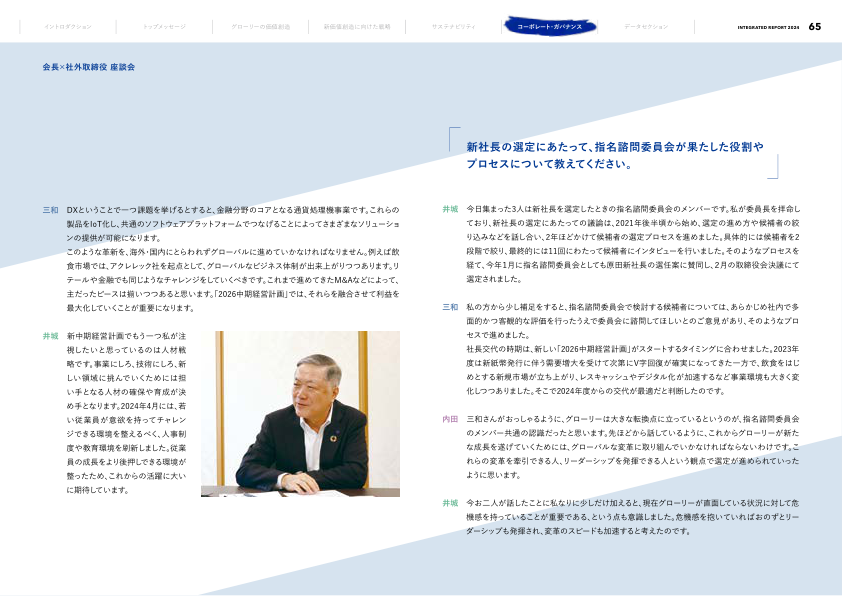 イントロダクション
トップメッセージ
グローリーの価値創造
新価値創造に向けた戦略
サステナビリティ
コーポレート・ガバナンス
データセクション
INTEGRATED REPORT 2024 65
会長×社外取締役 座談会
三和 DXということで一つ課題を挙げるとすると、金融分野のコアとなる通貨処理機事業です。これらの
製品をIoT化し、共通のソフトウェアプラットフォームでつなげることによってさまざまなソリューショ
ンの提供が可能になります。
このような革新を、海外・国内にとらわれずグローバルに進めていかなければなりません。例えば飲
食市場では、アクレレック社を起点として、グローバルなビジネス体制が出来上がりつつあります。リ
テールや金融でも同じようなチャレンジをしていくべきです。これまで進めてきたM&Aなどによって、
主だったピースは揃いつつあると思います。「2026中期経営計画」では、それらを融合させて利益を
最大化していくことが重要になります。
井城 新中期経営計画でもう一つ私が注
視したいと思っているのは人材戦
略です。事業にしろ、技術にしろ、新
しい領域に挑んでいくためには担
い手となる人材の確保や育成が決
め手となります。2024年4月には、若
い従業員が意欲を持ってチャレン
ジできる環境を整えるべく、人事制
度や教育環境を刷新しました。従業
員の成長をより後押しできる環境が
整ったため、これからの活躍に大い
に期待しています。
新社長の選定にあたって、指名諮問委員会が果たした役割や
プロセスについて教えてください。
井城 今日集まった3人は新社長を選定したときの指名諮問委員会のメンバーです。私が委員長を拝命し
ており、新社長の選定にあたっての議論は、2021年後半頃から始め、選定の進め方や候補者の絞
り込みなどを話し合い、2年ほどかけて候補者の選定プロセスを進めました。具体的には候補者を2
段階で絞り、最終的には11回にわたって候補者にインタビューを行いました。そのようなプロセスを
経て、今年1月に指名諮問委員会としても原田新社長の選任案に賛同し、2月の取締役会決議にて
選定されました。
三和 私の方から少し補足をすると、指名諮問委員会で検討する候補者については、あらかじめ社内で多
面的かつ客観的な評価を行ったうえで委員会に諮問してほしいとのご意見があり、そのようなプロ
セスで進めました。
社長交代の時期は、新しい「2026中期経営計画」がスタートするタイミングに合わせました。2023年
度は新紙幣発行に伴う需要増大を受けて次第にV字回復が確実になってきた一方で、飲食をはじ
めとする新規市場が立ち上がり、レスキャッシュやデジタル化が加速するなど事業環境も大きく変
化しつつありました。そこで2024年度からの交代が最適だと判断したのです。
内田 三和さんがおっしゃるように、グローリーは大きな転換点に立っているというのが、指名諮問委員会
のメンバー共通の認識だったと思います。先ほどから話しているように、これからグローリーが新た
な成長を遂げていくためには、グローバルな変革に取り組んでいかなければならないわけです。こ
れらの変革を牽引できる人、リーダーシップを発揮できる人という観点で選定が進められていった
ように思います。
井城 今お二人が話したことに私なりに少しだけ加えると、現在グローリーが直面している状況に対して危
機感を持っていることが重要である、という点も意識しました。危機感を抱いていればおのずとリー
ダーシップも発揮され、変革のスピードも加速すると考えたのです。